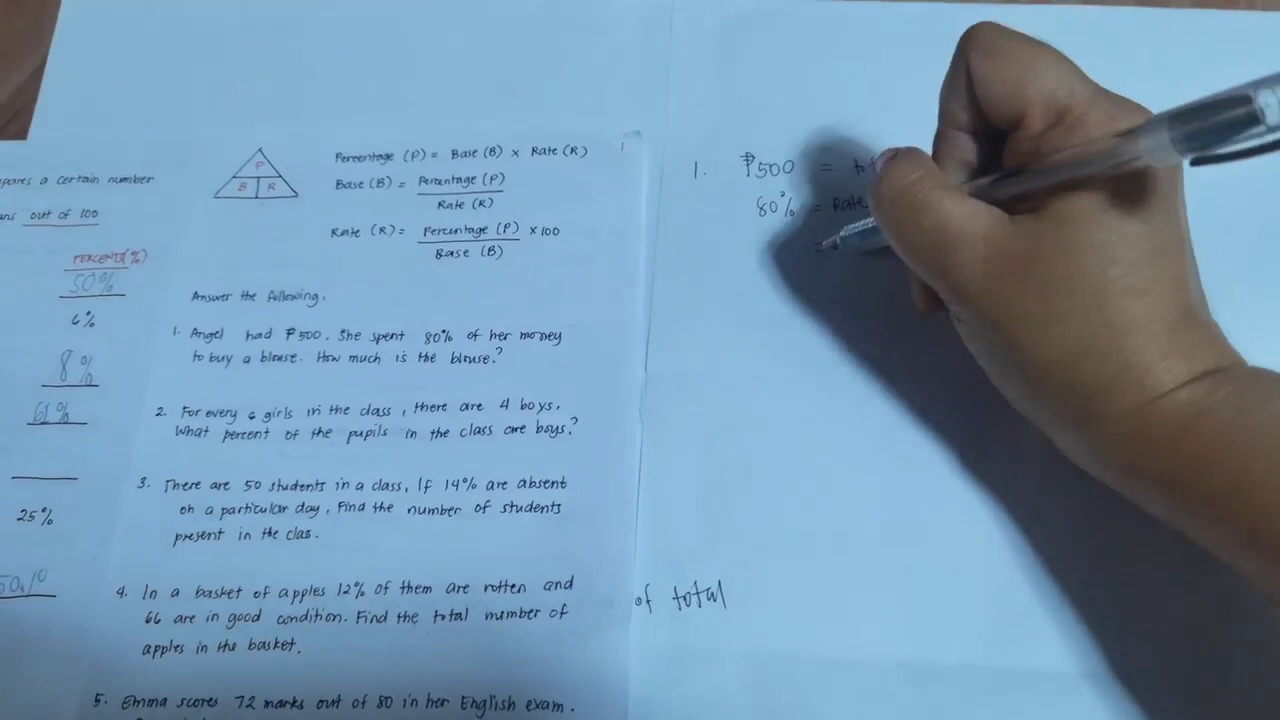 pares a certain number
ans out of 100
PERCENTS(%)
50%
6%
8%
61%
25%
P
B R
Percentage (P) = Base (B) × Rate (R)
Base (B) = Percentage (P)
Rate (R)
Rate (R) = Percentage (P) × 100
Base (B)
Answer the following.
1. Angel had ₱500. She spent 80% of her money
to buy a blouse. How much is the blouse?
2. For every 6 girls in the class, there are 4 boys.
What percent of the pupils in the class are boys?
3. There are 50 students in a class, If 14% are absent
on a particular day, Find the number of students
present in the clas.
4. In a basket of apples 12% of them are rotten and
66 are in good condition. Find the total number of
apples in the basket.
5. Emma scores 72 marks out of 80 in her English exam.
1
1. ₱500 = tot
80% = Rate
of total